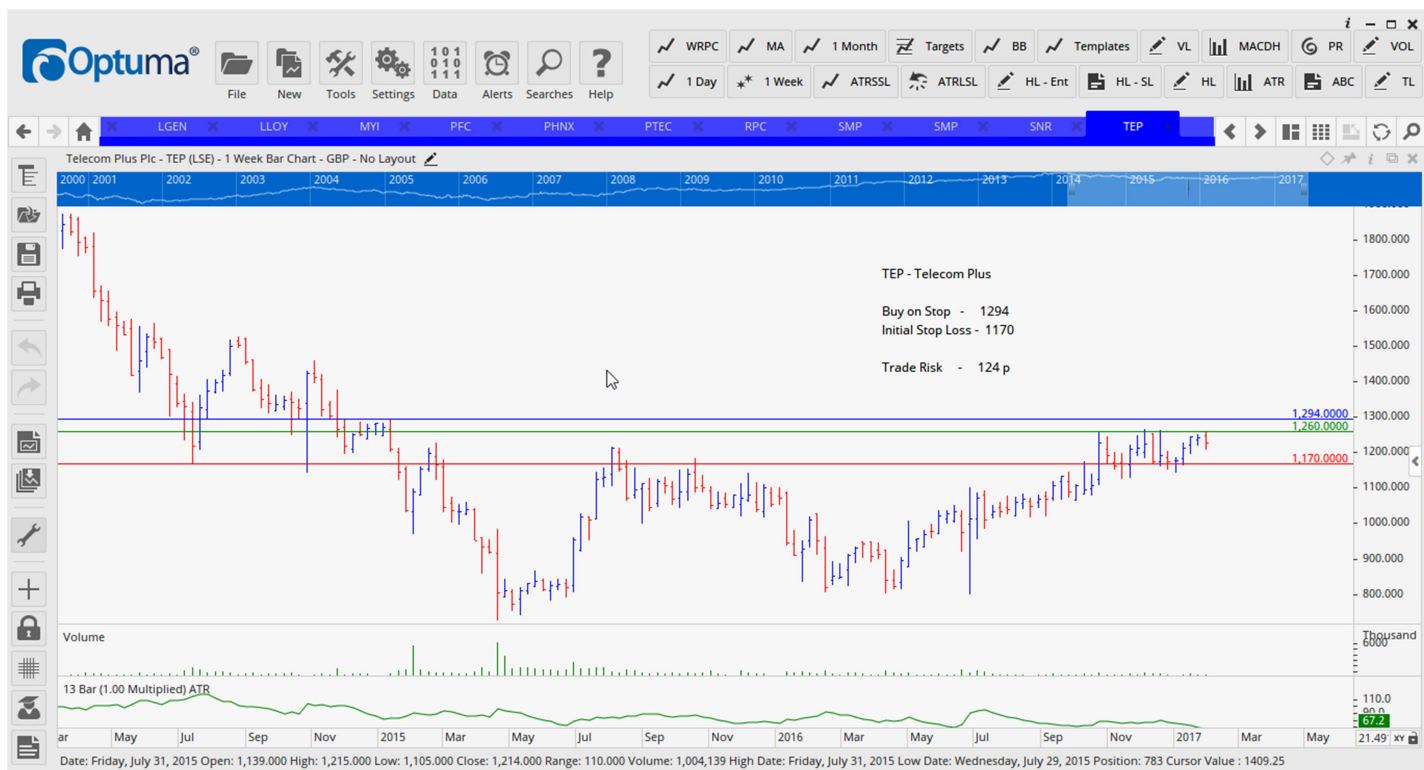 i
Optuma®
File
New
Tools
Settings
101
010
111
Data
Alerts
Searches
?
Help
WRPC
MA
1 Month
Targets
BB
Templates
VL
MACDH
PR
VOL
1 Day
1 Week
ATRSSL
ATRLSL
HL - Ent
HL - SL
HL
ATR
ABC
TL
LGEN
LLOY
MYI
PFC
PHNX
PTEC
RPC
SMP
SMP
SNR
TEP
Telecom Plus Plc - TEP (LSE) - 1 Week Bar Chart - GBP - No Layout
i
2000 2001 2002 2003 2004 2005 2006 2007 2008 2009 2010 2011 2012 2013 2014 2015 2016 2017
1800.000
1700.000
1600.000
1500.000
1400.000
1300.000
1200.000
1100.000
1000.000
900.000
800.000
TEP - Telecom Plus
Buy on Stop - 1294
Initial Stop Loss - 1170
Trade Risk - 124 p
1,294.0000
1,260.0000
1,170.0000
Volume
Thousand
6000
13 Bar (1.00 Multiplied) ATR
110.0
90.0
67.2
ar May Jul Sep Nov 2015 Mar May Jul Sep Nov 2016 Mar May Jul Sep Nov 2017 Mar May
21.49 XY
Date: Friday, July 31, 2015 Open: 1,139.000 High: 1,215.000 Low: 1,105.000 Close: 1,214.000 Range: 110.000 Volume: 1,004,139 High Date: Friday, July 31, 2015 Low Date: Wednesday, July 29, 2015 Position: 783 Cursor Value : 1409.25